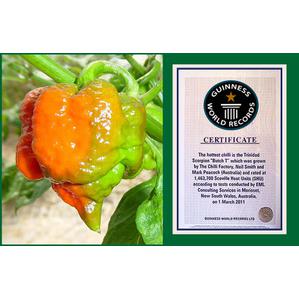 GUINNESS
WORLD RECORDS
CERTIFICATE
The hottest chilli is the Trinidad
Scorpion "Butch T" which was grown
by The Chilli Factory, Neil Smith and
Mark Peacock (Australia) and rated at
1,463,700 Scoville Heat Units (SHU)
according to tests conducted by EML
Consulting Services in Morisset,
New South Wales, Australia,
on 1 March 2011
GUINNESS WORLD RECORDS LTD